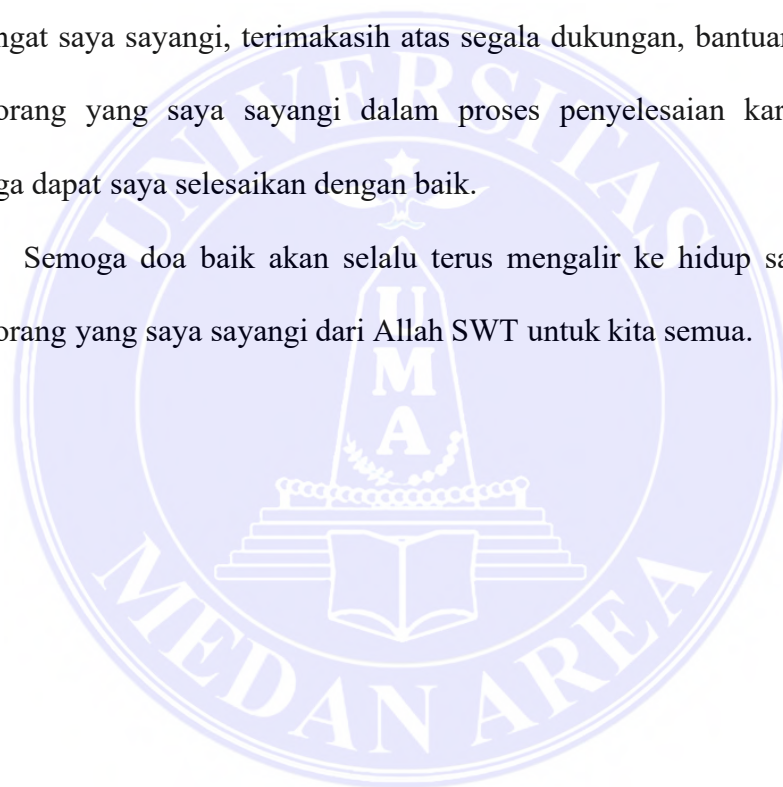 ngat saya sayangi, terimakasih atas segala dukungan, bantuan
orang yang saya sayangi dalam proses penyelesaian kar
ga dapat saya selesaikan dengan baik.
Semoga doa baik akan selalu terus mengalir ke hidup sa
orang yang saya sayangi dari Allah SWT untuk kita semua.
UNIVERSITAS
U
M
A
MEDAN AREA